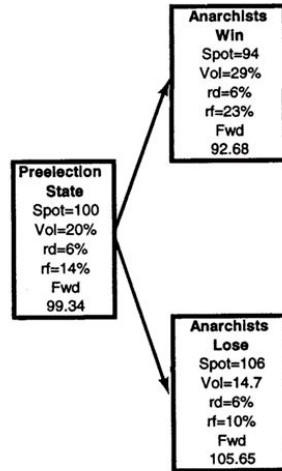 Anarchists
Win
Spot=94
Vol=29%
rd=6%
rf=23%
Fwd
92.68
Preelection
State
Spot=100
Vol=20%
rd=6%
rf=14%
Fwd
99.34
Anarchists
Lose
Spot=106
Vol=14.7
rd=6%
rf=10%
Fwd
105.65